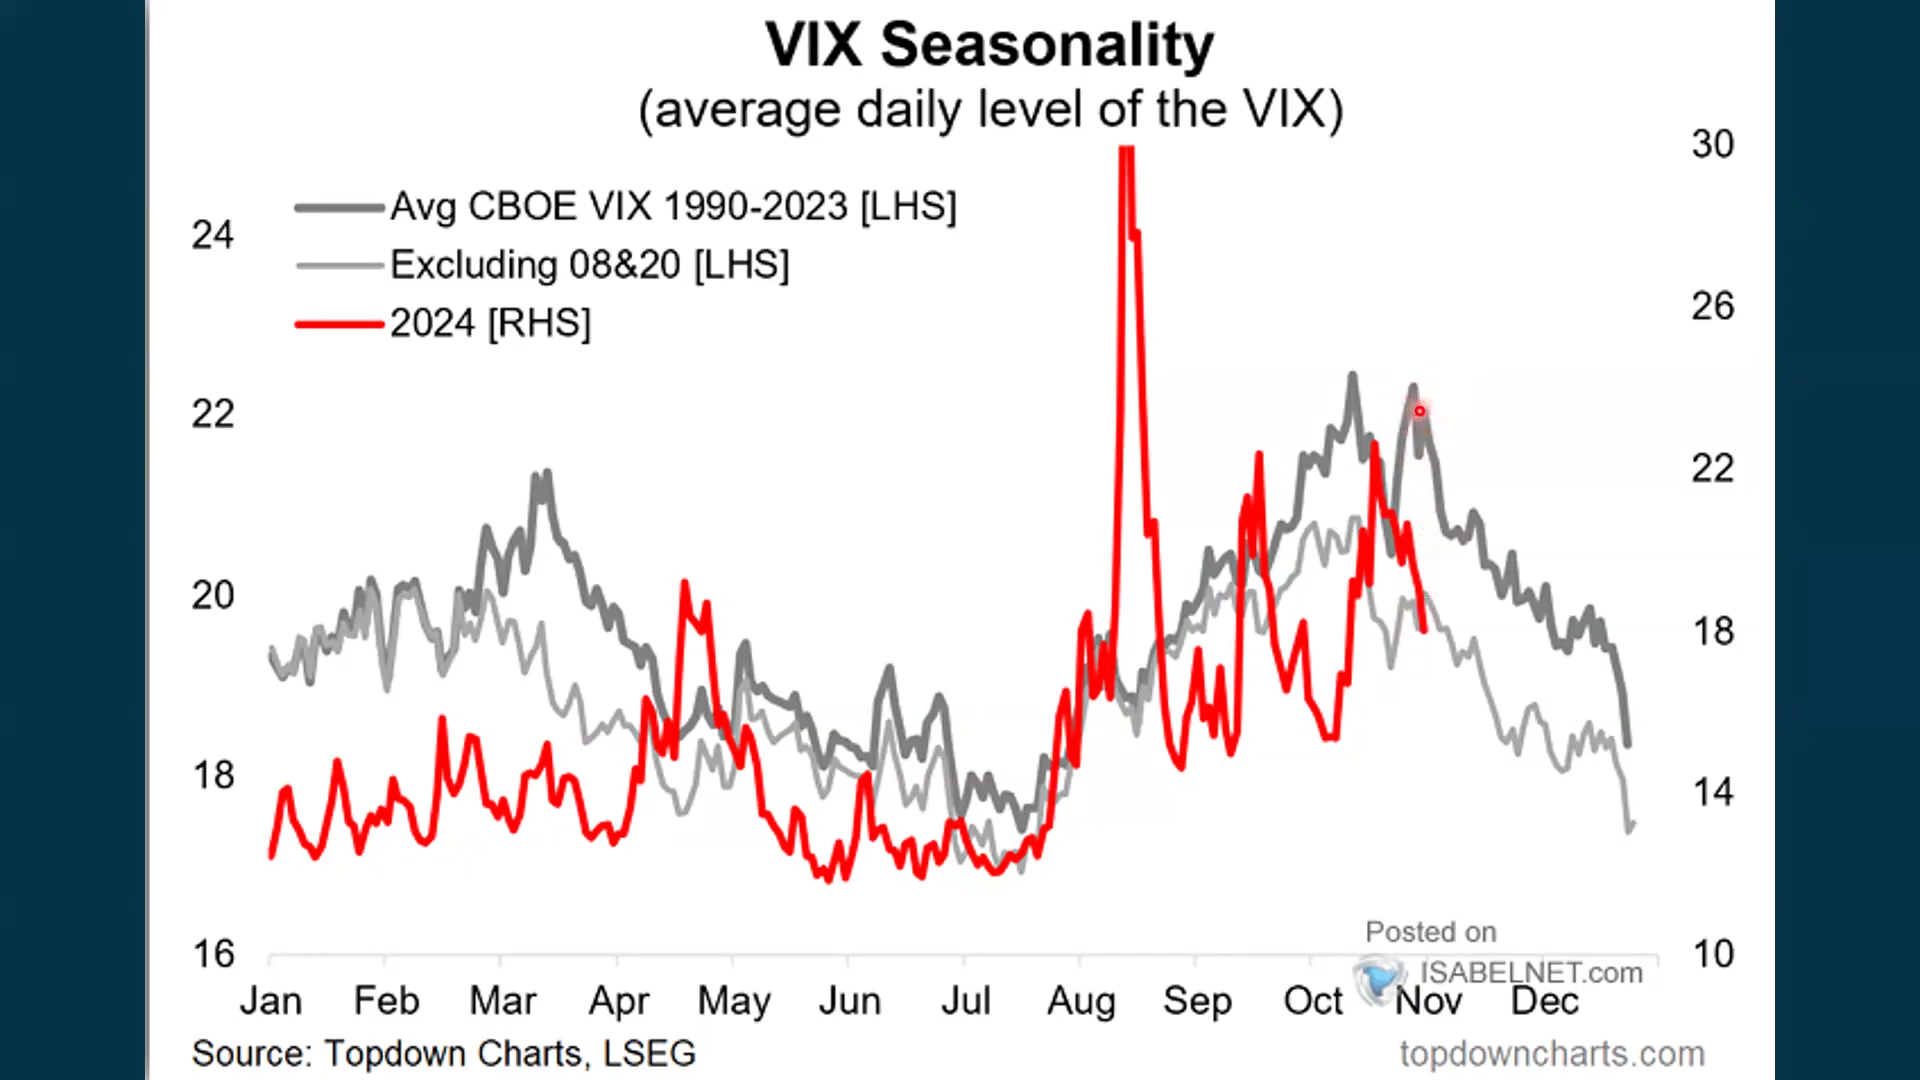 VIX Seasonality
(average daily level of the VIX)
Avg CBOE VIX 1990-2023 [LHS]
Excluding 08&20 [LHS]
2024 [RHS]
24
22
20
18
16
30
26
22
18
14
10
Posted on
ISABELNET.com
Jan Feb Mar Apr May Jun Jul Aug Sep Oct Nov Dec
Source: Topdown Charts, LSEG
topdowncharts.com